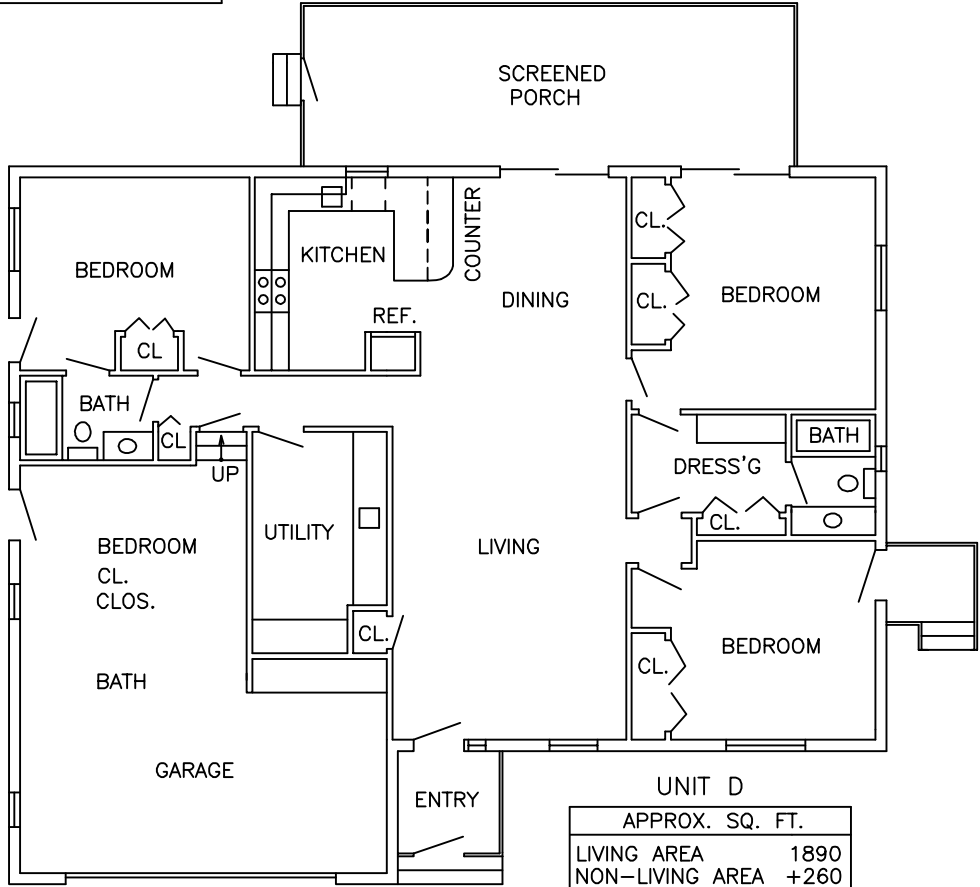 SCREENED
PORCH
BEDROOM
KITCHEN
COUNTER
CL.
CL.
BEDROOM
DINING
REF.
CL
BATH
CL
UP
BATH
DRESS'G
CL.
UTILITY
LIVING
BEDROOM
CL.
CLOS.
CL.
BEDROOM
CL.
BATH
GARAGE
ENTRY
UNIT D
APPROX. SQ. FT.
LIVING AREA 1890
NON-LIVING AREA +260